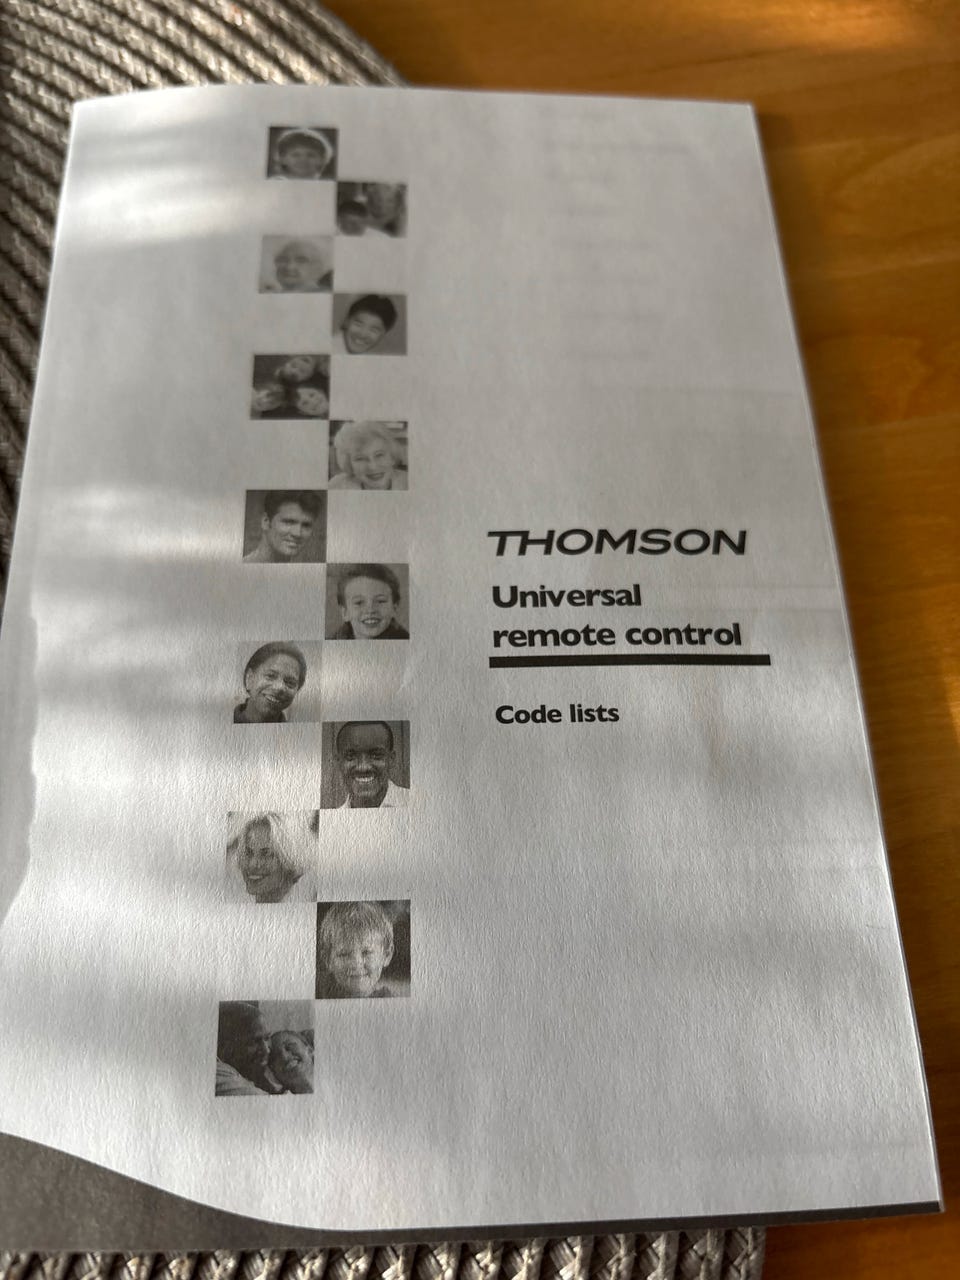 THOMSON
Universal
remote control
Code lists